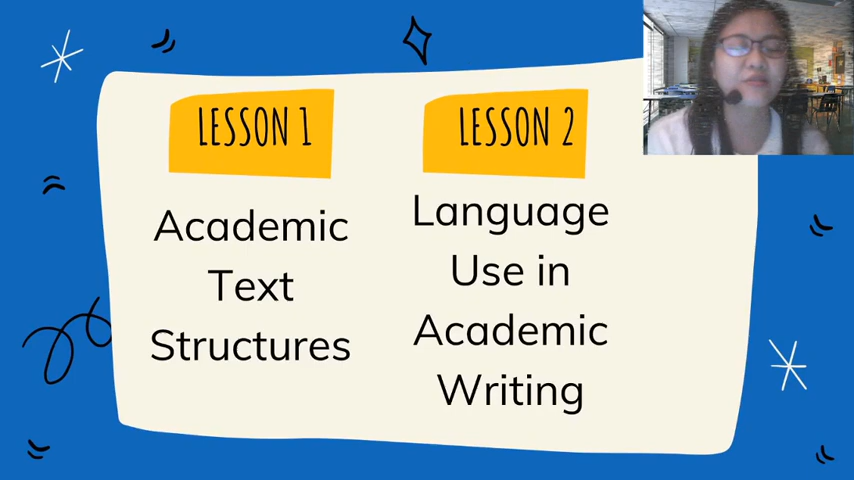 LESSON 1
Academic
Text
Structures
LESSON 2
Language
Use in
Academic
Writing